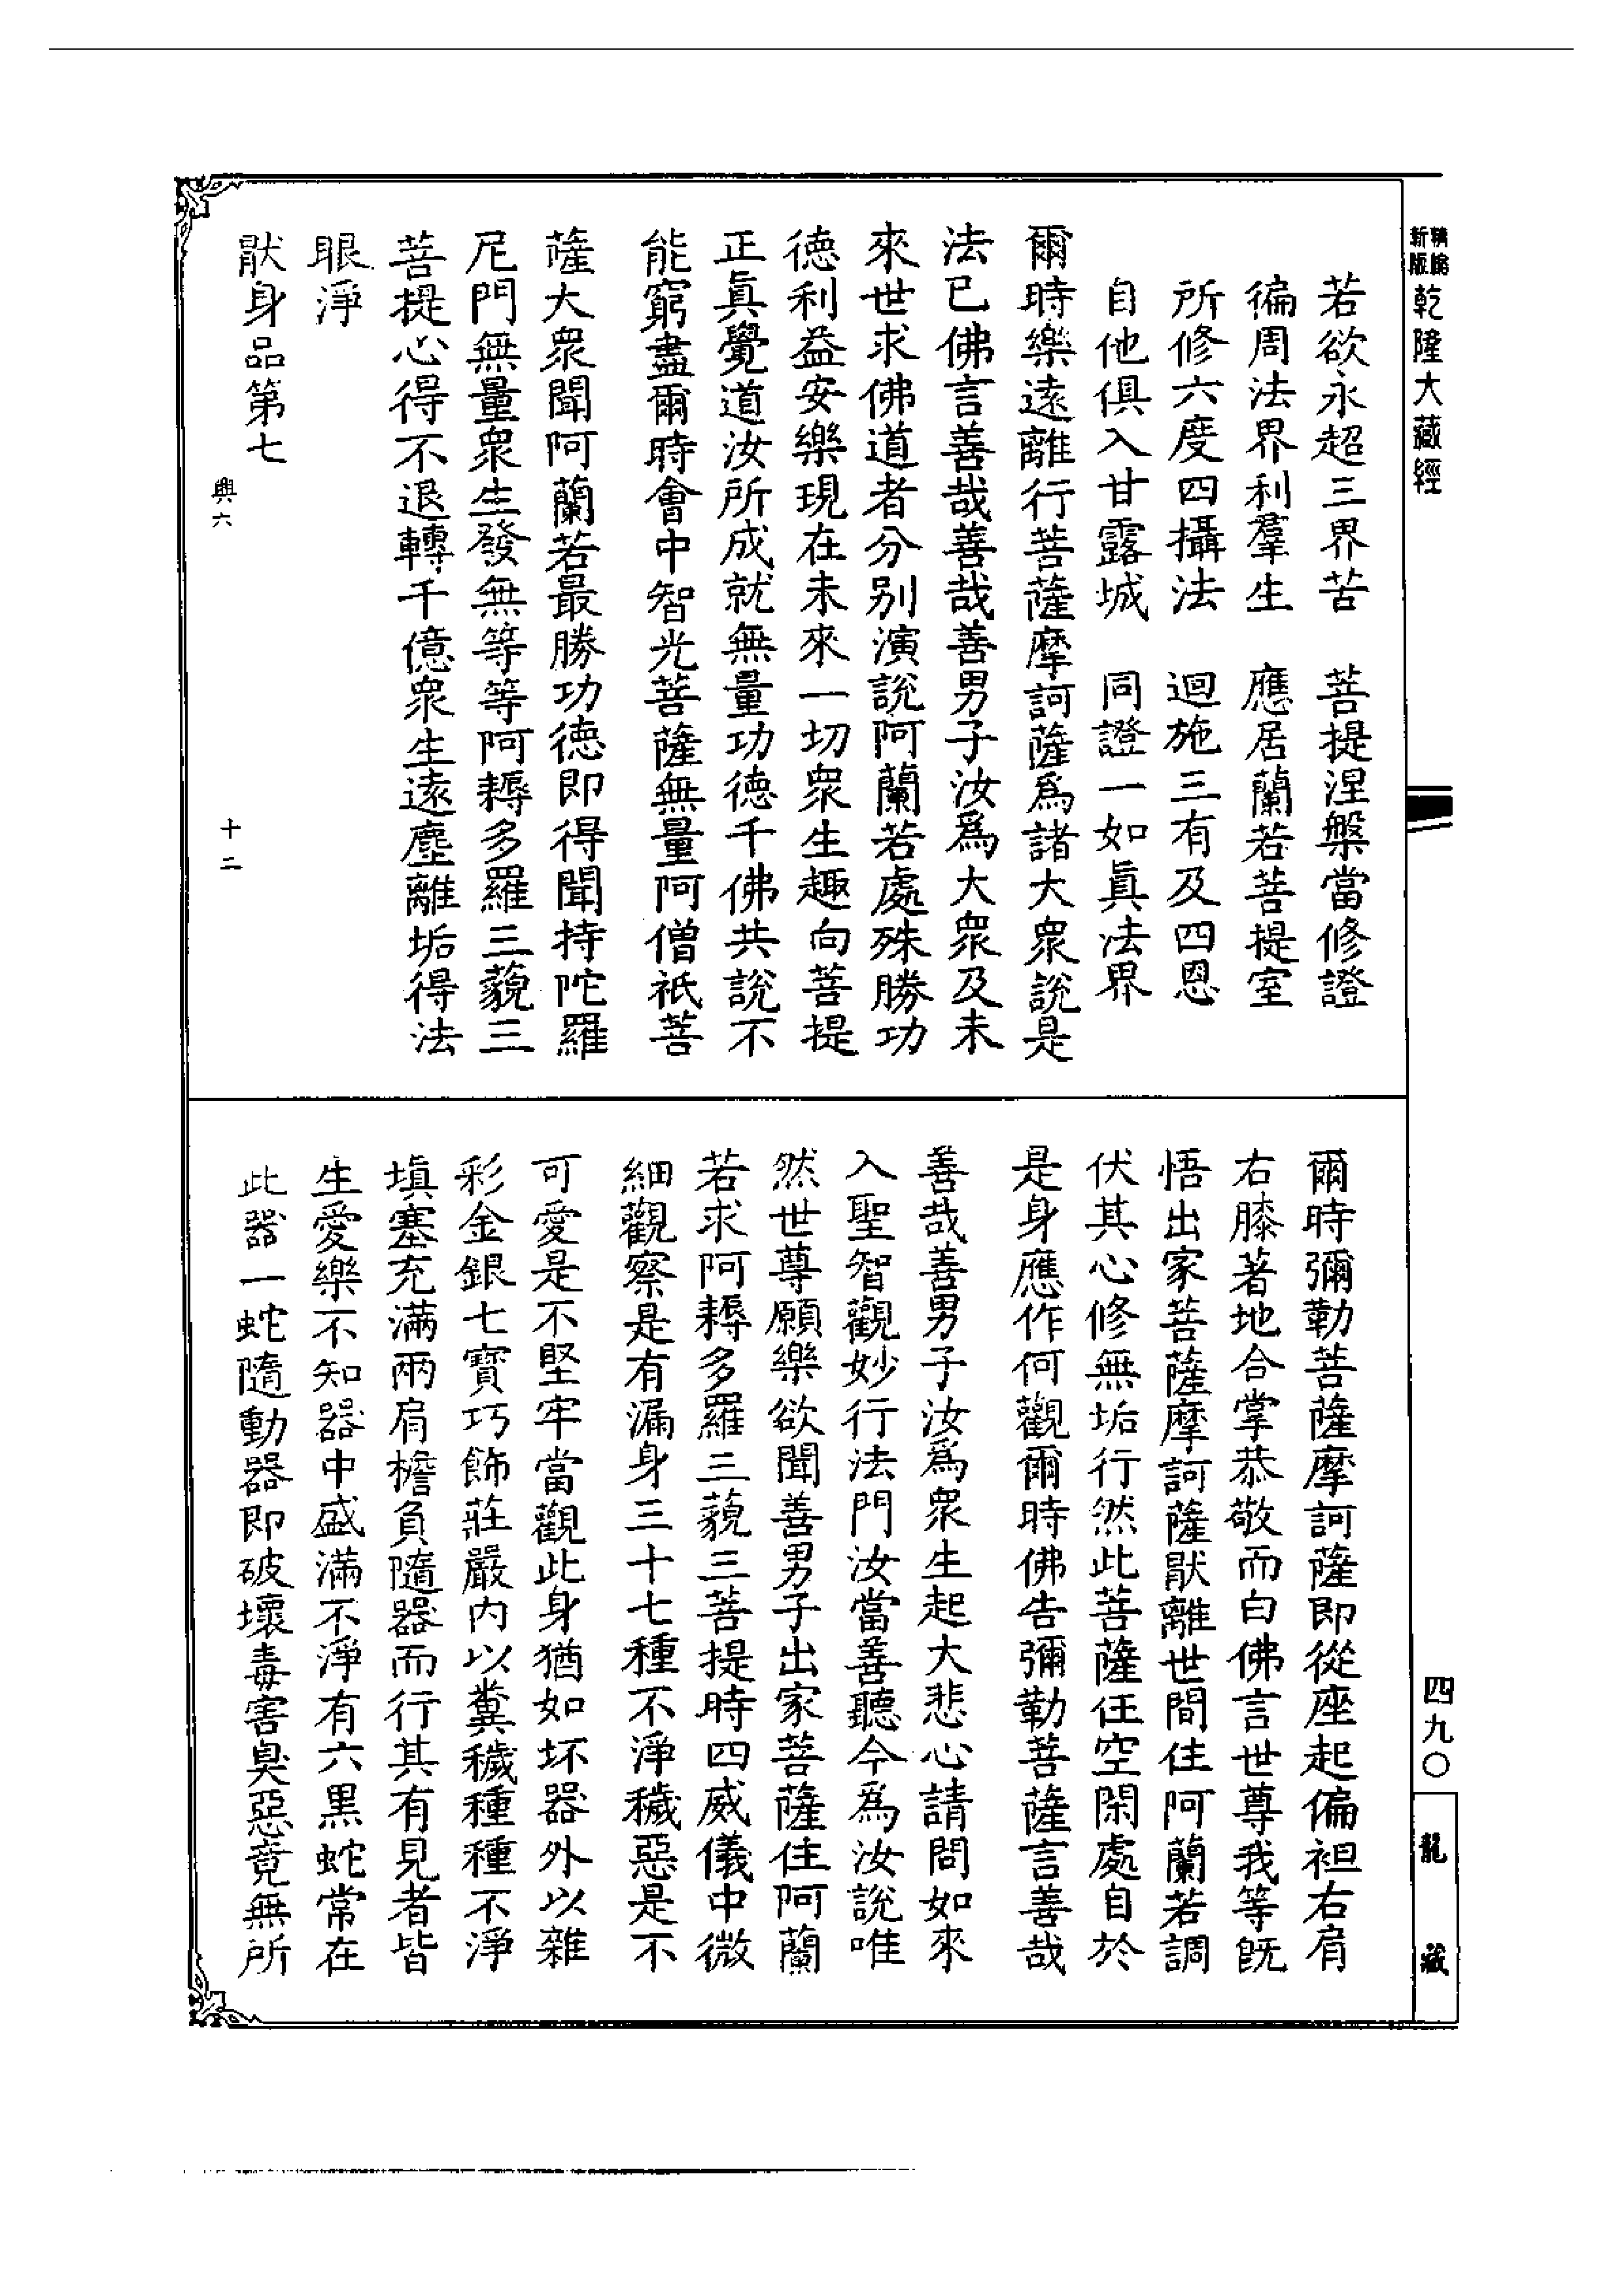 新版
乾隆大藏經
若欲永超三界苦　菩提涅槃當修證
徧周法界利羣生　應居蘭若菩提室
所修六度四攝法　迴施三有及四恩
自他俱入甘露城　同證一如眞法界
爾時樂遠離行菩薩摩訶薩爲諸大衆說是
法已佛言善哉善哉善男子汝爲大衆及未
來世求佛道者分别演說阿蘭若處殊勝功
德利益安樂現在未來一切衆生趣向菩提
正眞覺道汝所成就無量功德千佛共說不
能窮盡爾時會中智光菩薩無量阿僧祇菩
薩大衆聞阿蘭若最勝功德即得聞持陀羅
尼門無量衆生發無等等阿耨多羅三藐三
菩提心得不退轉千億衆生遠塵離垢得法
眼淨
猒身品第七
興六　十二
爾時彌勒菩薩摩訶薩即從座起偏袒右肩
右膝著地合掌恭敬而白佛言世尊我等旣
悟出家菩薩摩訶薩猒離世間住阿蘭若調
伏其心修無垢行然此菩薩在空閑處自於
是身應作何觀爾時佛告彌勒菩薩言善哉
善哉善男子汝爲衆生起大悲心請問如來
入聖智觀妙行法門汝當善聽今爲汝說唯
然世尊願樂欲聞善男子出家菩薩住阿蘭
若求阿耨多羅三藐三菩提時四威儀中微
細觀察是有漏身三十七種不淨穢惡是不
可愛是不堅牢當觀此身猶如坏器外以雜
彩金銀七寶巧飾莊嚴內以糞穢種種不淨
塡塞充滿兩肩檐負隨器而行其有見者皆
生愛樂不知器中盛滿不淨有六黑蛇常在
此器一蛇隨動器即破壞毒害臭惡竟無所
四九〇
龍藏